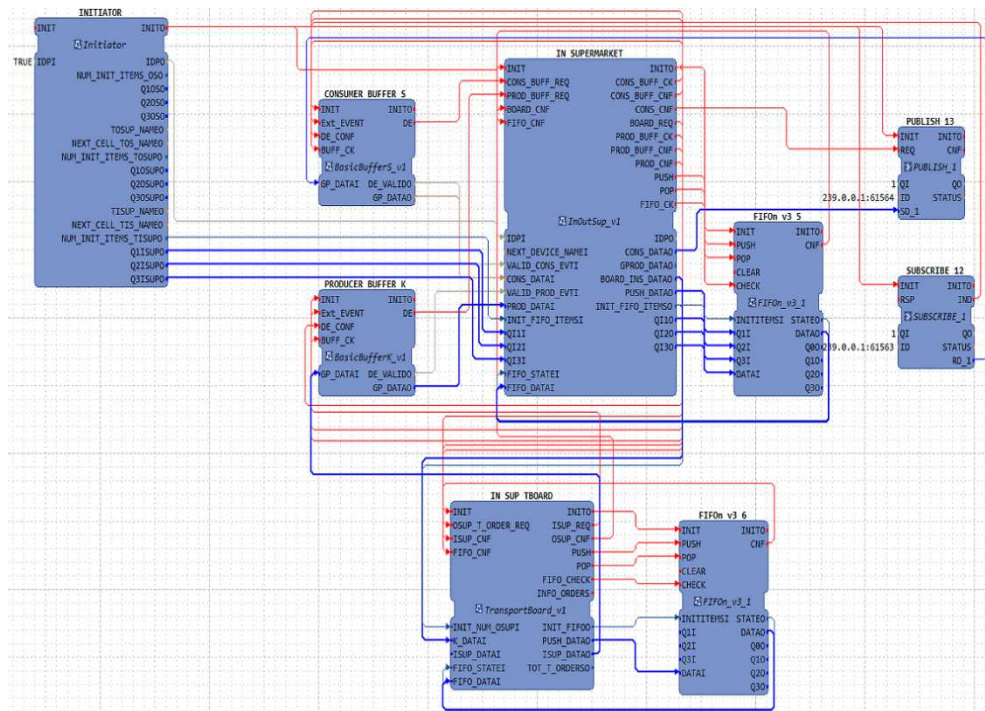 INITIATOR
INIT INITO
Initiator
TRUE IDPI IDPO
NUM_INIT_ITEMS_OSO
Q1OSO
Q2OSO
Q3OSO
TOSUP_NAMEO
NEXT_CELL_TOS_NAMEO
NUM_INIT_ITEMS_TOSUPO
Q1OSUPO
Q2OSUPO
Q3OSUPO
TISUP_NAMEO
NEXT_CELL_TIS_NAMEO
NUM_INIT_ITEMS_TISUPO
Q1ISUPO
Q2ISUPO
Q3ISUPO
CONSUMER BUFFER S
INIT INITO
Ext_EVENT DE
DE_CONF
BUFF_CK
BasicBufferS_v1
GP_DATAI DE_VALIDO
GP_DATAO
PRODUCER BUFFER K
INIT INITO
Ext_EVENT DE
DE_CONF
BUFF_CK
BasicBufferK_v1
GP_DATAI DE_VALIDO
GP_DATAO
IN SUPERMARKET
INIT INITO
CONS_BUFF_REQ CONS_BUFF_CK
PROD_BUFF_REQ CONS_BUFF_CNF
BOARD_CNF CONS_CNF
FIFO_CNF BOARD_REQ
PROD_BUFF_CK
PROD_BUFF_CNF
PROD_CNF
PUSH
POP
FIFO_CK
InOutSup_v1
IDPI IDPO
NEXT_DEVICE_NAMEI CONS_DATAO
VALID_CONS_EVTI GPROD_DATAO
CONS_DATAI BOARD_INS_DATAO
VALID_PROD_EVTI PUSH_DATAO
PROD_DATAI INIT_FIFO_ITEMSO
INIT_FIFO_ITEMSI QI1O
QI1I QI2O
QI2I QI3O
QI3I
FIFO_STATEI
FIFO_DATAI
FIFOn v3 5
INIT INITO
PUSH CNF
POP
CLEAR
CHECK
FIFOn_v3_1
INITITEMSI STATEO
Q1I DATAO
Q2I Q0O
Q3I Q1O
DATAI Q2O
Q3O
PUBLISH 13
INIT INITO
REQ CNF
PUBLISH_1
1 QI QO
239.0.0.1:61564 ID STATUS
SD_1
SUBSCRIBE 12
INIT INITO
RSP IND
SUBSCRIBE_1
1 QI QO
239.0.0.1:61563 ID STATUS
RD_1
IN SUP TBOARD
INIT INITO
OSUP_T_ORDER_REQ ISUP_REQ
ISUP_CNF OSUP_CNF
FIFO_CNF PUSH
POP
FIFO_CHECK
INFO_ORDERS
TransportBoard_v1
INIT_NUM_OSUPI INIT_FIFOO
K_DATAI PUSH_DATAO
ISUP_DATAI ISUP_DATAO
FIFO_STATEI TOT_T_ORDERSO
FIFO_DATAI
FIFOn v3 6
INIT INITO
PUSH CNF
POP
CLEAR
CHECK
FIFOn_v3_1
INITITEMSI STATEO
Q1I DATAO
Q2I Q0O
Q3I Q1O
DATAI Q2O
Q3O